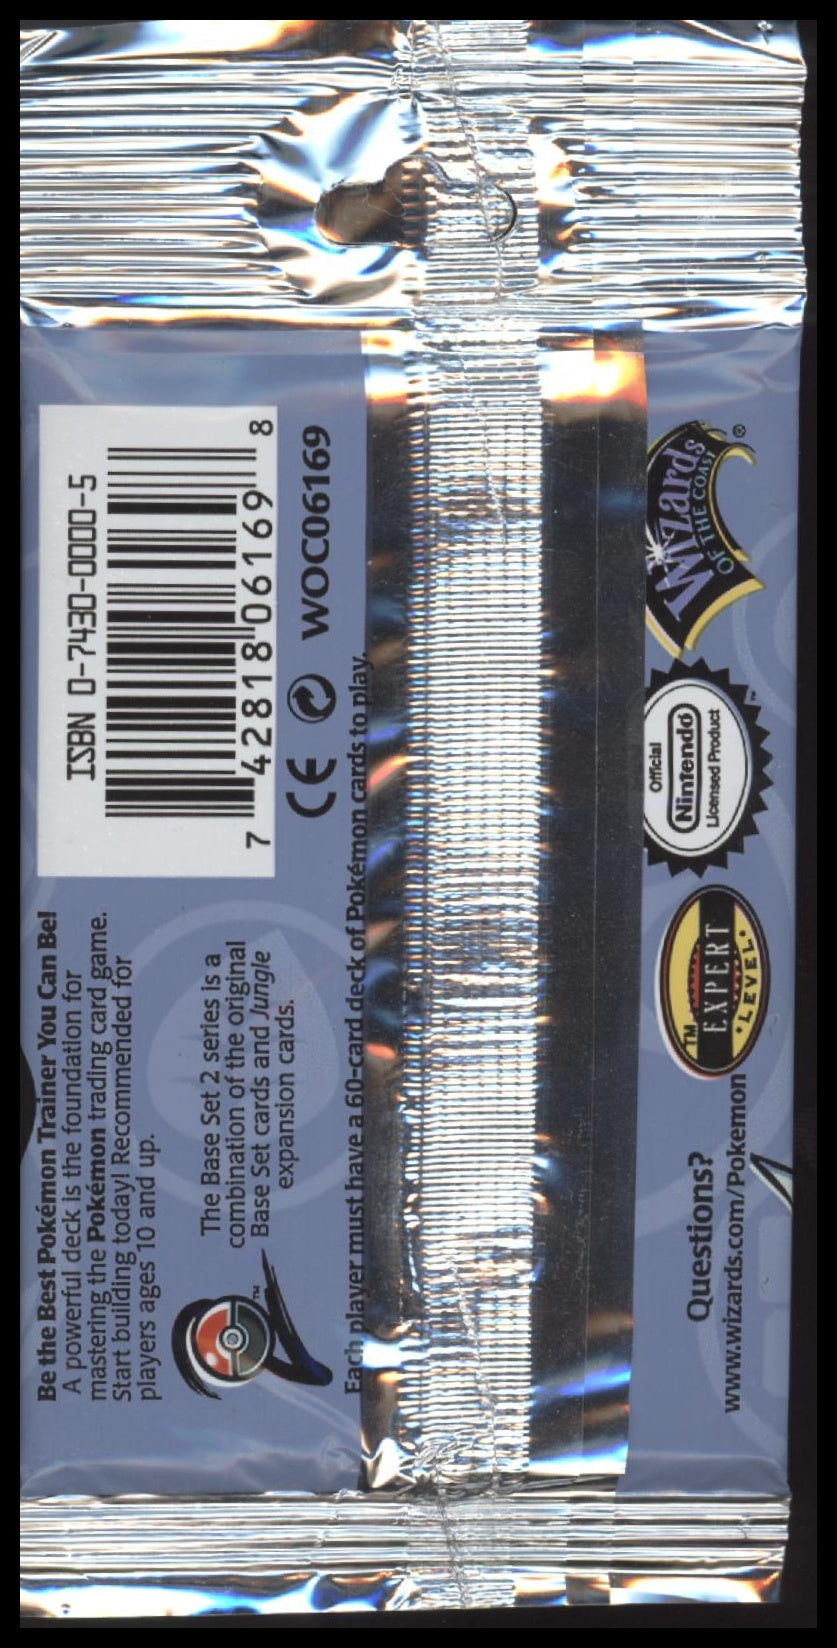 Be the Best Pokémon Trainer You Can Be!
A powerful deck is the foundation for
mastering the Pokémon trading card game.
Start building today! Recommended for
players ages 10 and up.
The Base Set 2 series is a
combination of the original
Base Set cards and Jungle
expansion cards.
™
Each player must have a 60-card deck of Pokémon cards to play.
ISBN 0-7430-0000-5
7 42818 06169 8
CE WOC06169
Questions?
www.wizards.com/Pokemon
TM
EXPERT
•LEVEL•
Official
Nintendo
Licensed Product
™
Wizards
OF THE COAST
®